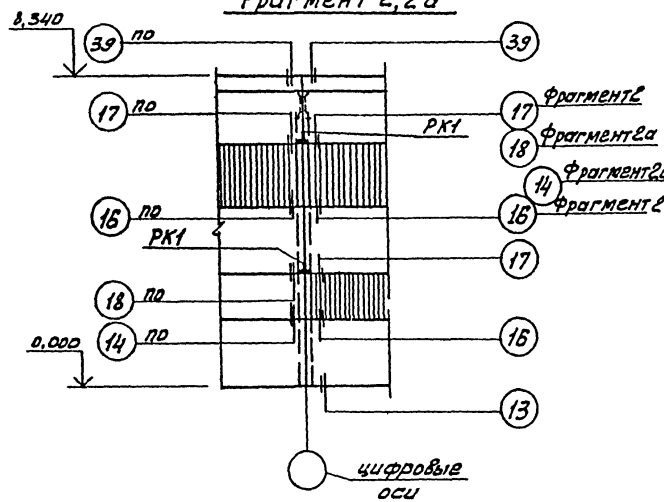 Фрагмент 2,2а
8,340
39 по
39
17 по
17 Фрагмент2
РК1
18 Фрагмент2а
14 Фрагмент2а
16 по
16 Фрагмент2
РК1
17
18 по
14 по
16
0,000
13
цифровые
оси